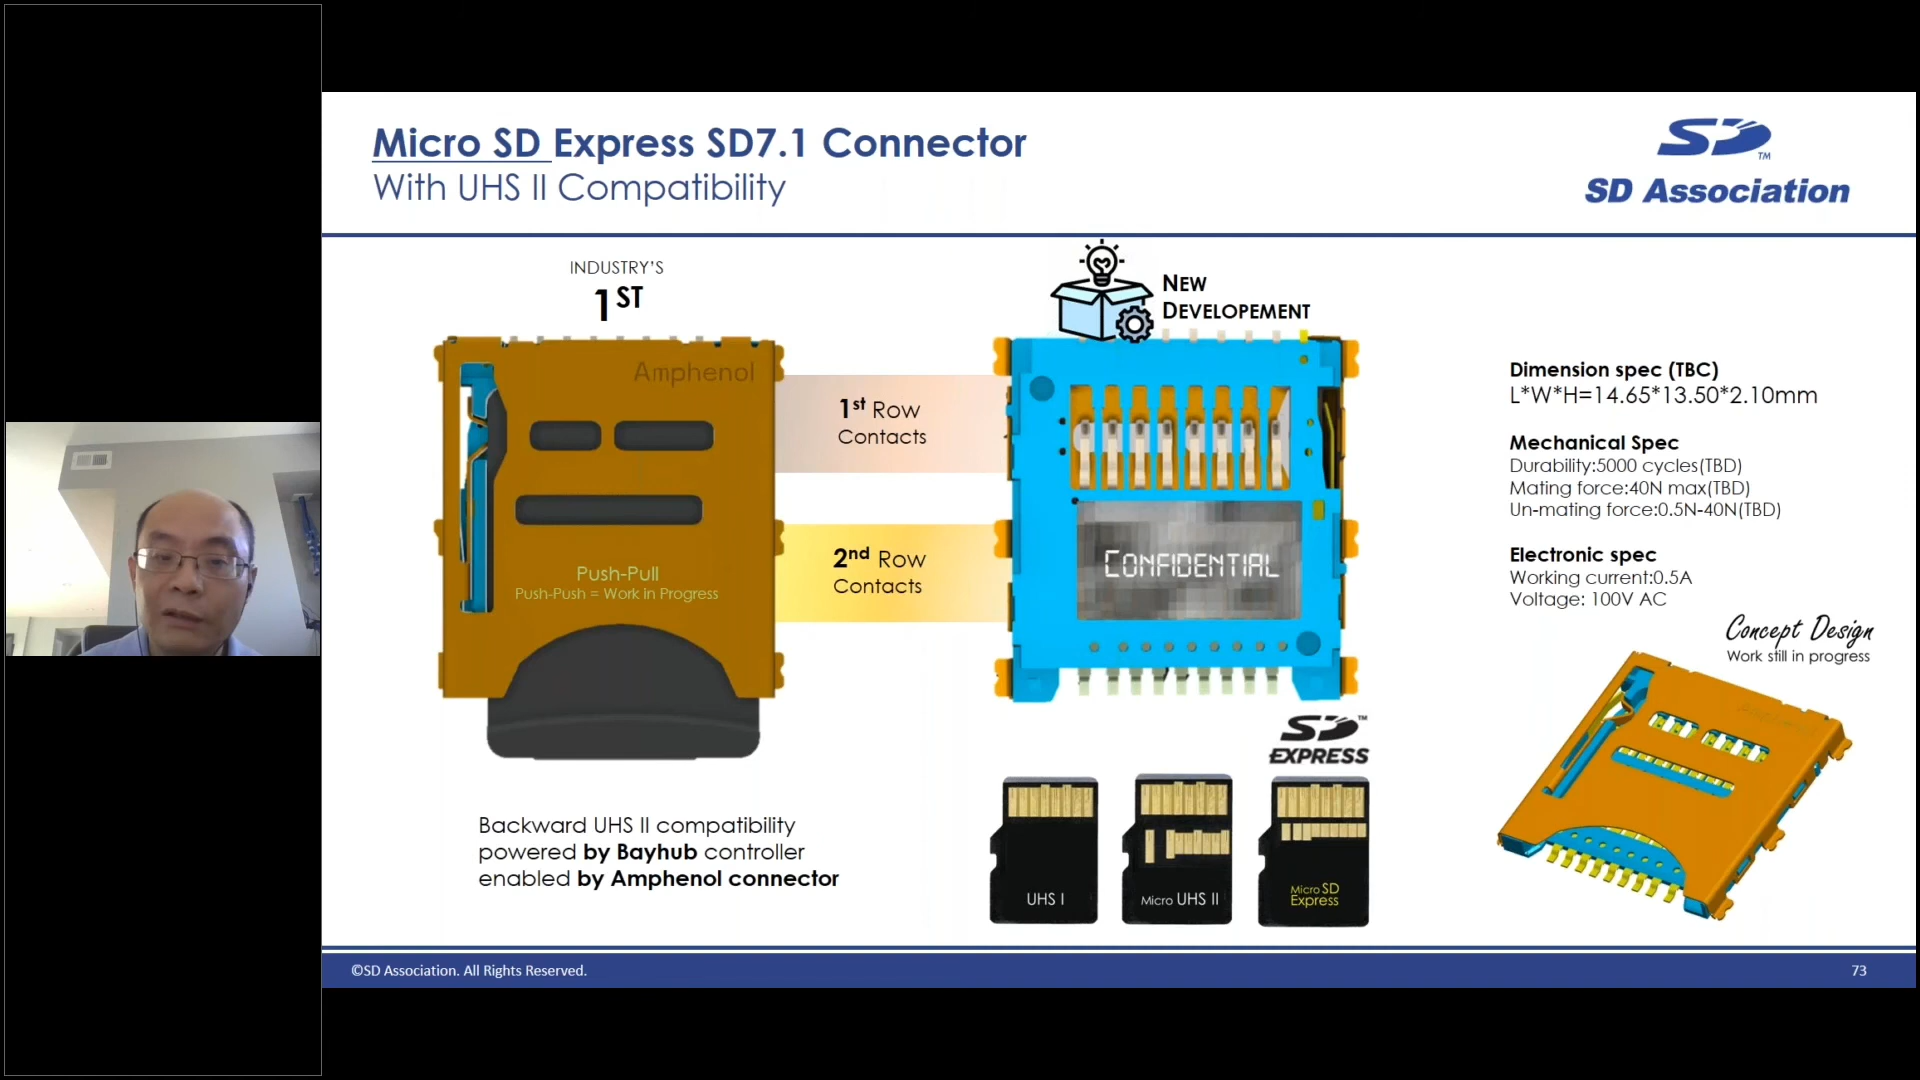 Micro SD Express SD7.1 Connector
With UHS II Compatibility
SD™
SD Association
INDUSTRY'S
1ST
NEW
DEVELOPEMENT
Amphenol
1st Row
Contacts
2nd Row
Contacts
Push-Pull
Push-Push = Work in Progress
CONFIDENTIAL
Dimension spec (TBC)
L*W*H=14.65*13.50*2.10mm
Mechanical Spec
Durability:5000 cycles(TBD)
Mating force:40N max(TBD)
Un-mating force:0.5N-40N(TBD)
Electronic spec
Working current:0.5A
Voltage: 100V AC
Concept Design
Work still in progress
Backward UHS II compatibility
powered by Bayhub controller
enabled by Amphenol connector
SD™
EXPRESS
UHS I
Micro UHS II
Micro SD
Express
©SD Association. All Rights Reserved.
73